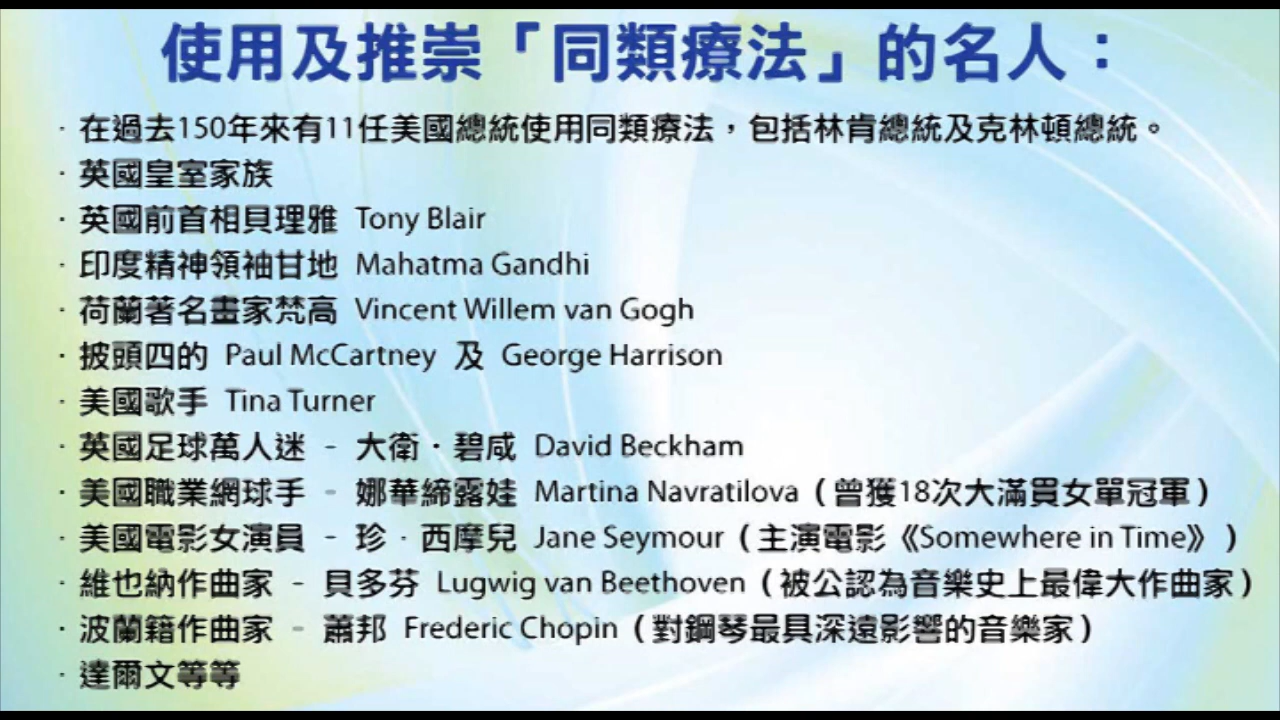 使用及推崇「同類療法」的名人：
· 在過去150年來有11任美國總統使用同類療法，包括林肯總統及克林頓總統。
· 英國皇室家族
· 英國前首相貝理雅 Tony Blair
· 印度精神領袖甘地 Mahatma Gandhi
· 荷蘭著名畫家梵高 Vincent Willem van Gogh
· 披頭四的 Paul McCartney 及 George Harrison
· 美國歌手 Tina Turner
· 英國足球萬人迷 - 大衛·碧咸 David Beckham
· 美國職業網球手 - 娜華締露娃 Martina Navratilova（曾獲18次大滿貫女單冠軍）
· 美國電影女演員 - 珍·西摩兒 Jane Seymour（主演電影《Somewhere in Time》）
· 維也納作曲家 - 貝多芬 Lugwig van Beethoven（被公認為音樂史上最偉大作曲家）
· 波蘭籍作曲家 - 蕭邦 Frederic Chopin（對鋼琴最具深遠影響的音樂家）
· 達爾文等等